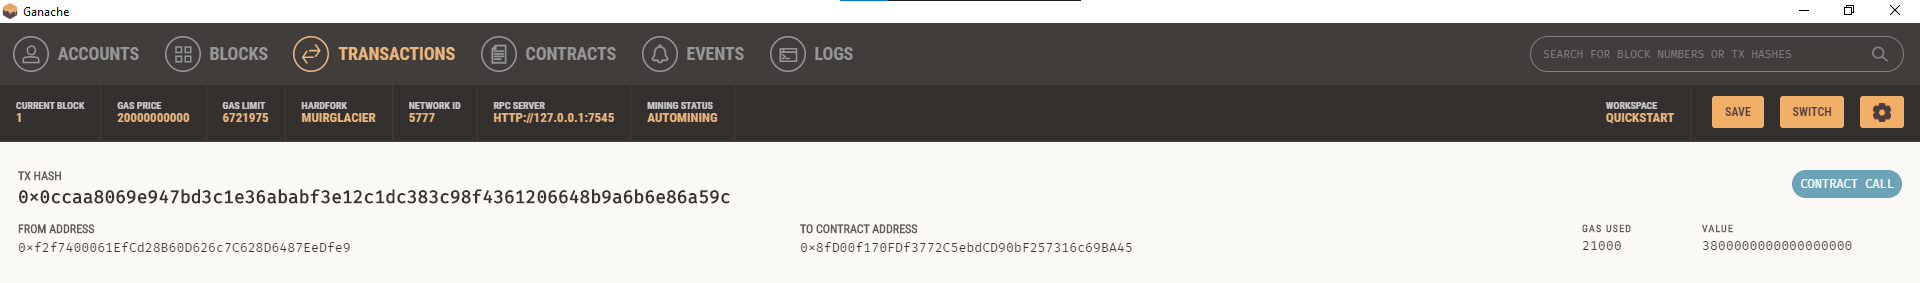 Ganache
ACCOUNTS BLOCKS TRANSACTIONS CONTRACTS EVENTS LOGS SEARCH FOR BLOCK NUMBERS OR TX HASHES
CURRENT BLOCK GAS PRICE GAS LIMIT HARDFORK NETWORK ID RPC SERVER MINING STATUS WORKSPACE
1 20000000000 6721975 MUIRGLACIER 5777 HTTP://127.0.0.1:7545 AUTOMINING QUICKSTART SAVE SWITCH
TX HASH
0×0ccaa8069e947bd3c1e36ababf3e12c1dc383c98f4361206648b9a6b6e86a59c CONTRACT CALL
FROM ADDRESS TO CONTRACT ADDRESS GAS USED VALUE
0×f2f7400061EfCd28B60D626c7C628D6487EeDfe9 0×8fD00f170FDf3772C5ebdCD90bF257316c69BA45 21000 3800000000000000000